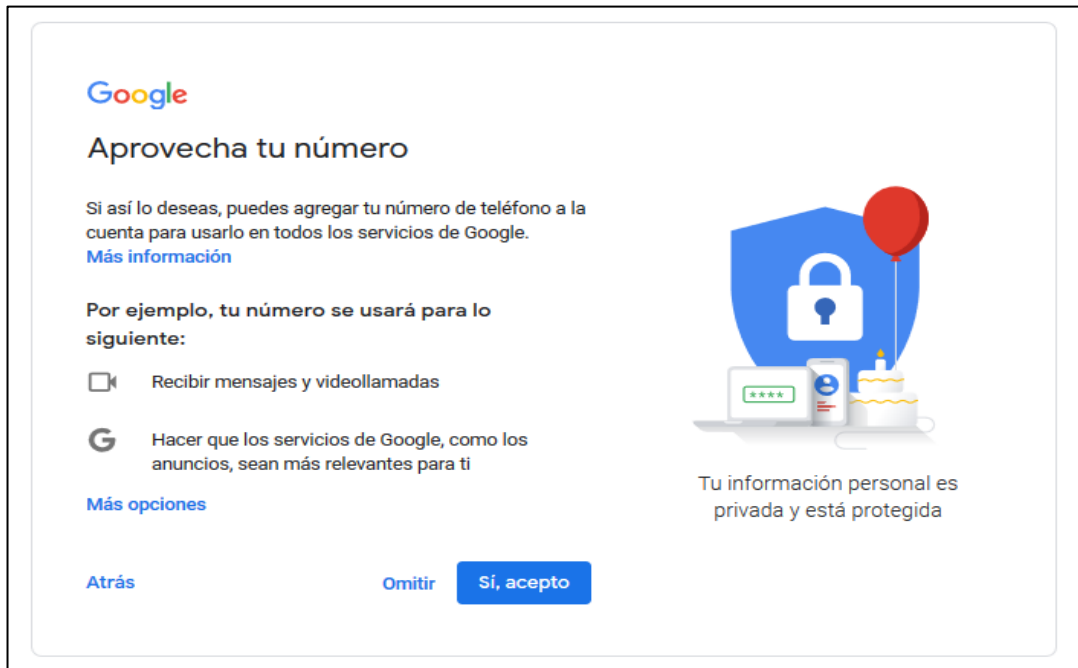 Google
Aprovecha tu número
Si así lo deseas, puedes agregar tu número de teléfono a la
cuenta para usarlo en todos los servicios de Google.
Más información
Por ejemplo, tu número se usará para lo
siguiente:
Recibir mensajes y videollamadas
G
Hacer que los servicios de Google, como los
anuncios, sean más relevantes para ti
Más opciones
Atrás
Omitir
Sí, acepto
****
Tu información personal es
privada y está protegida